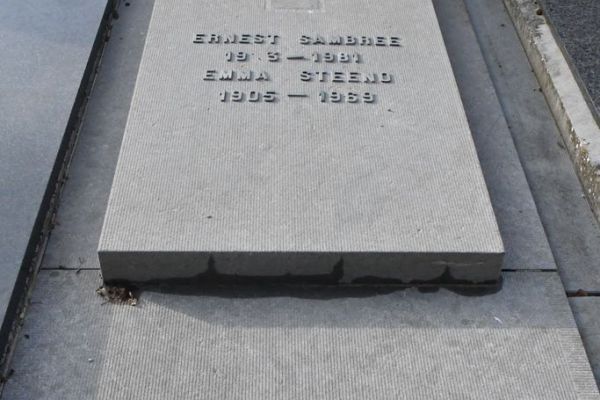 ERNEST SAMBREE
— 1981
EMMA STEENO
1905 — 1969